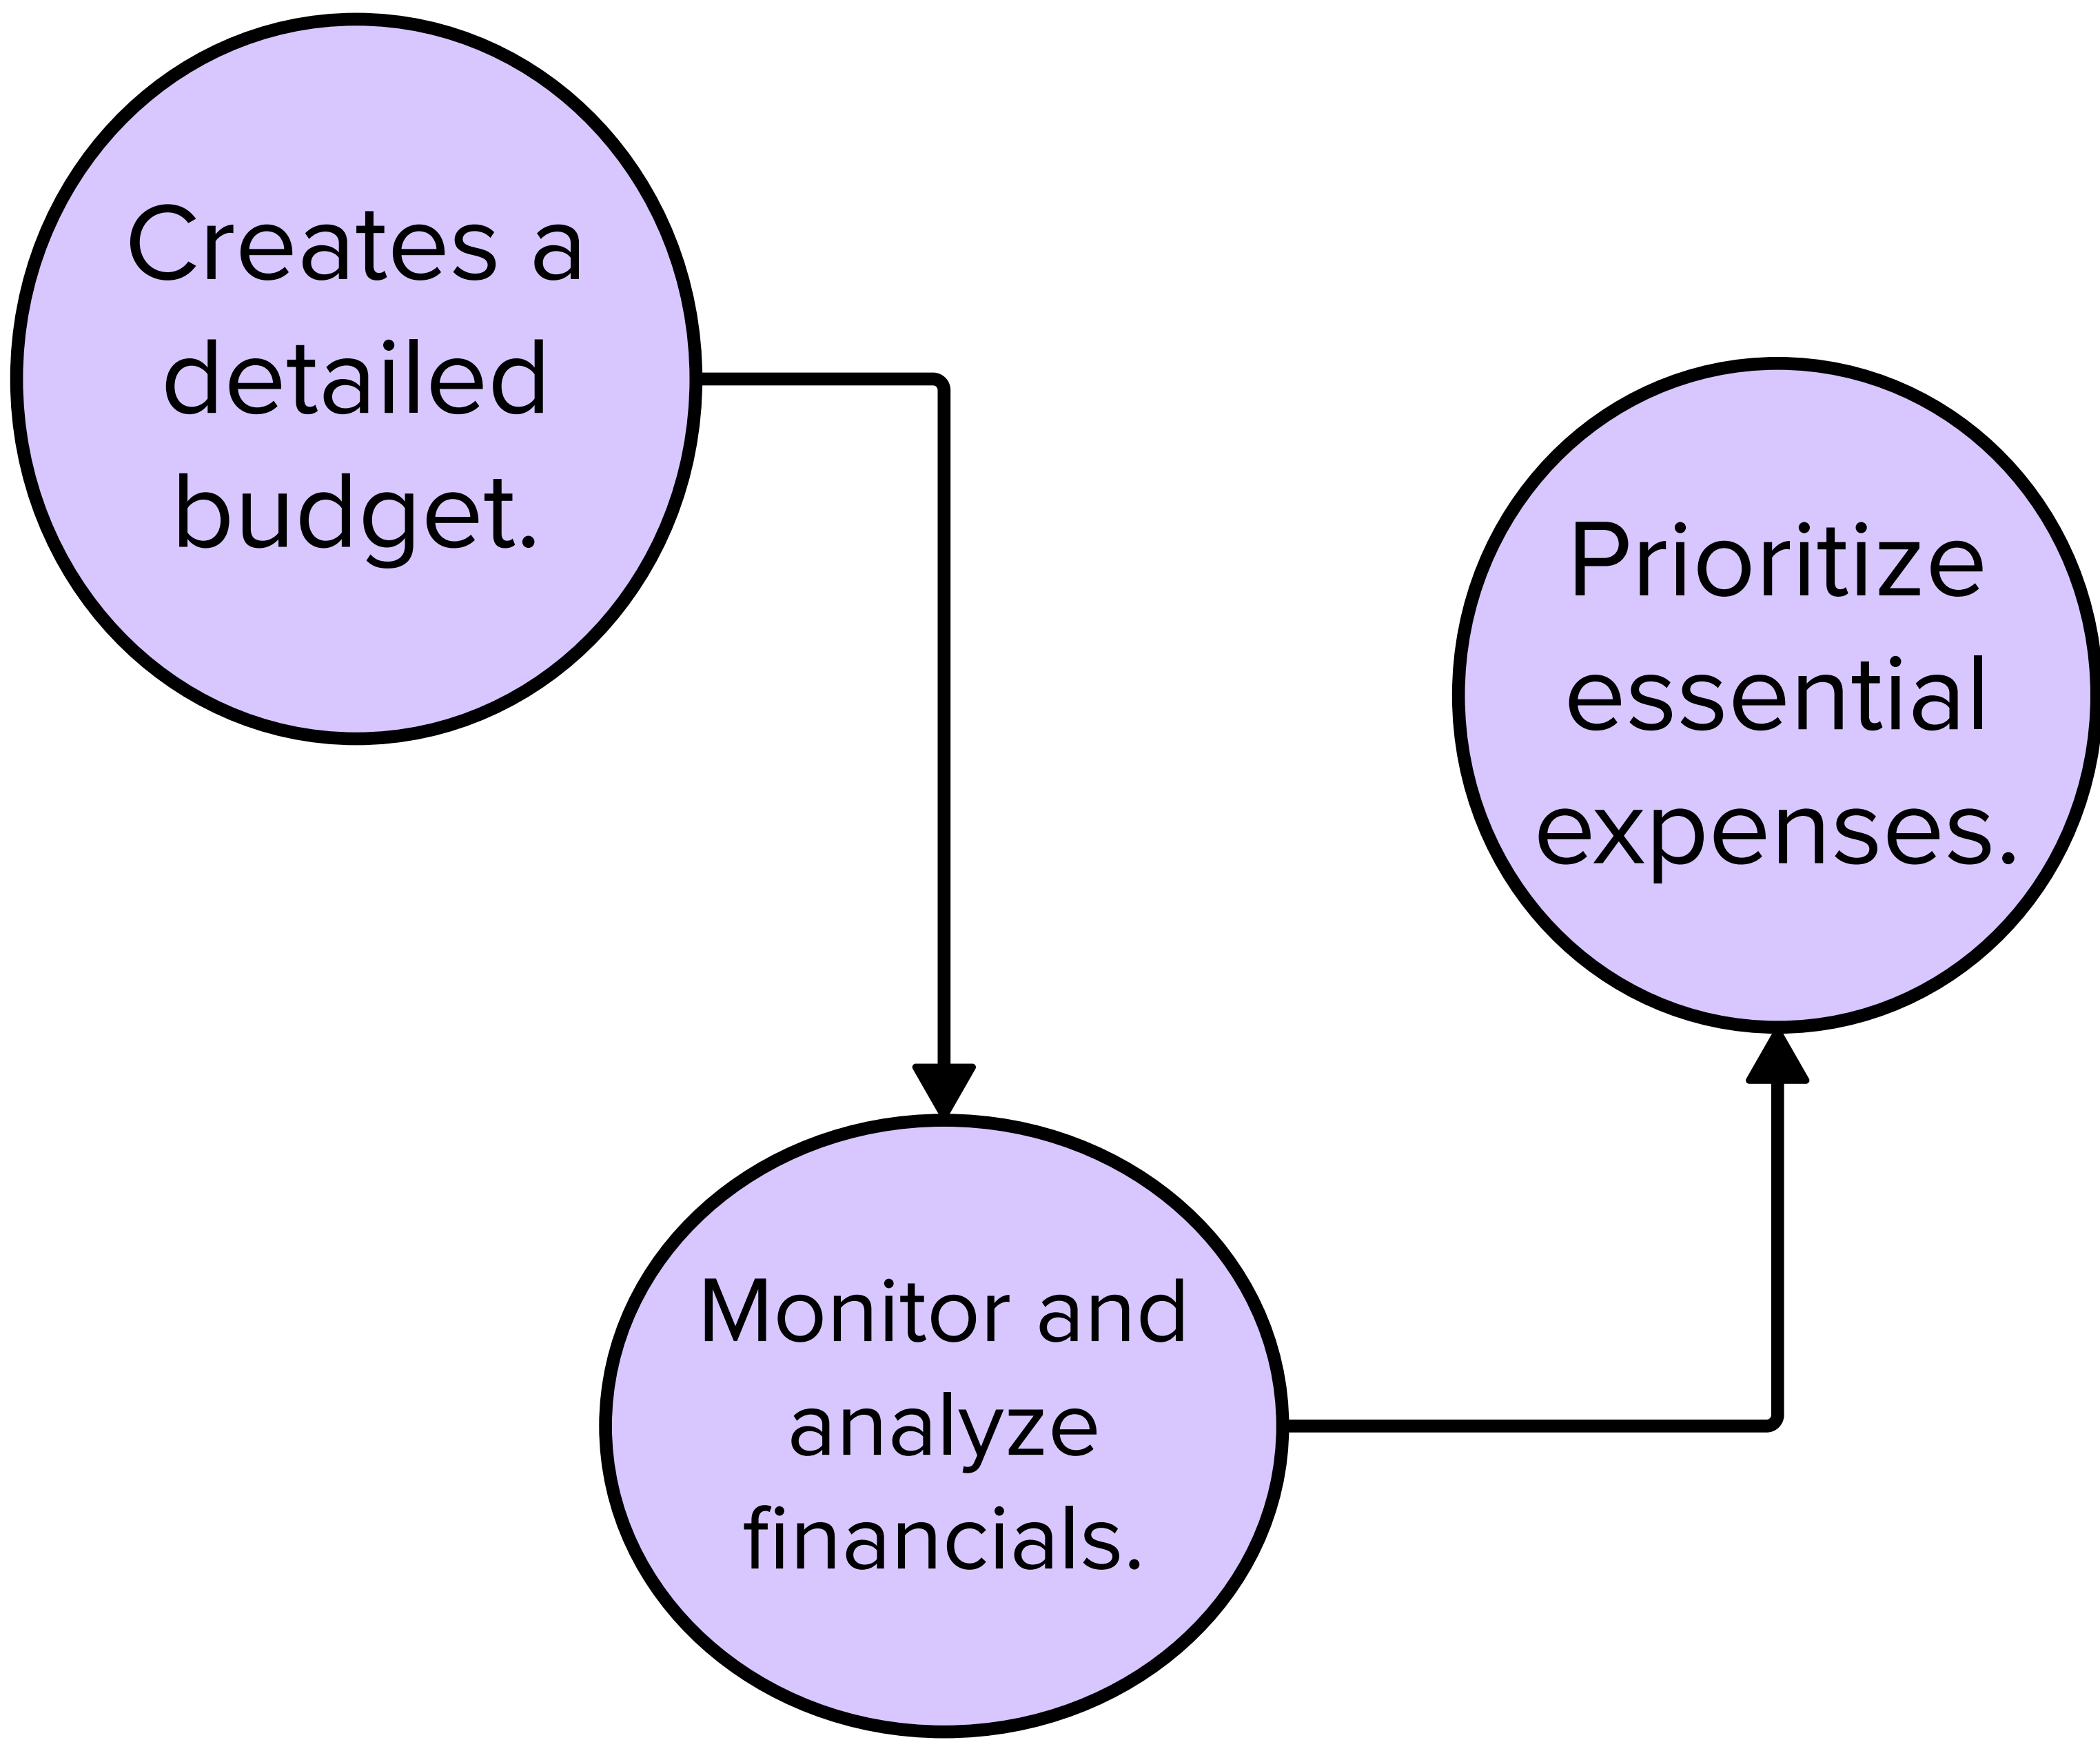 Creates a
detailed
budget.
Monitor and
analyze
financials.
Prioritize
essential
expenses.